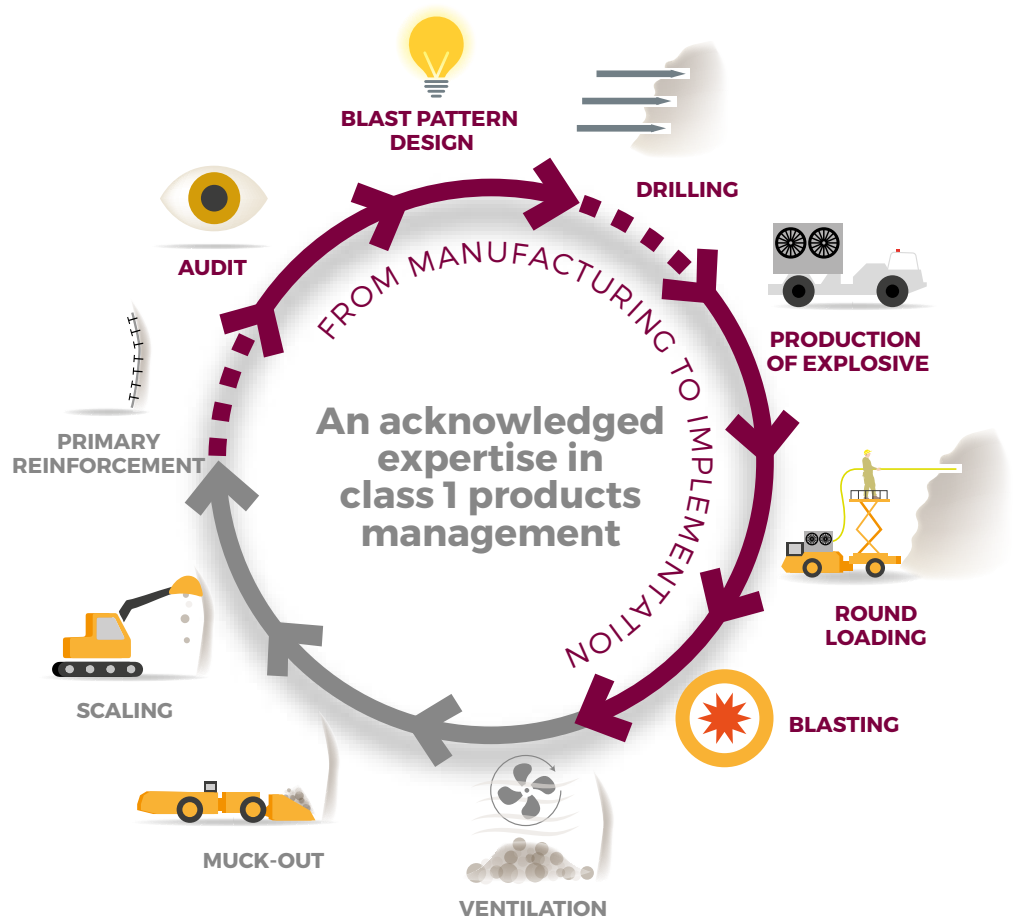 BLAST PATTERN
DESIGN
DRILLING
PRODUCTION
OF EXPLOSIVE
ROUND
LOADING
BLASTING
VENTILATION
MUCK-OUT
SCALING
PRIMARY
REINFORCEMENT
AUDIT
FROM MANUFACTURING TO IMPLEMENTATION
An acknowledged
expertise in
class 1 products
management